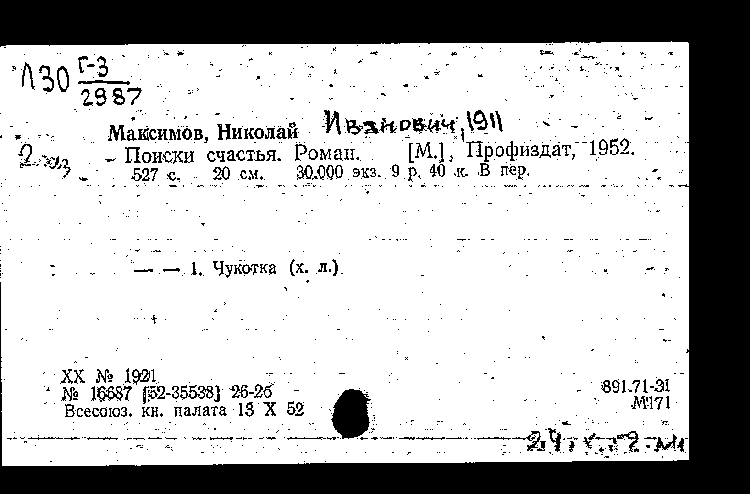 Л30 Г-3
2987
Максимов, Николай Иванович, 1911
2 экз
— Поиски счастья. Роман. [М.], Профиздат, 1952.
527 с. 20 см. 30.000 экз. 9 р. 40 к. В пер.
— — 1. Чукотка (х. л.)
XX № 1921
№ 16687 [52-35538] 26-26
Всесоюз. кн. палата 13 X 52
891.71-31
М171